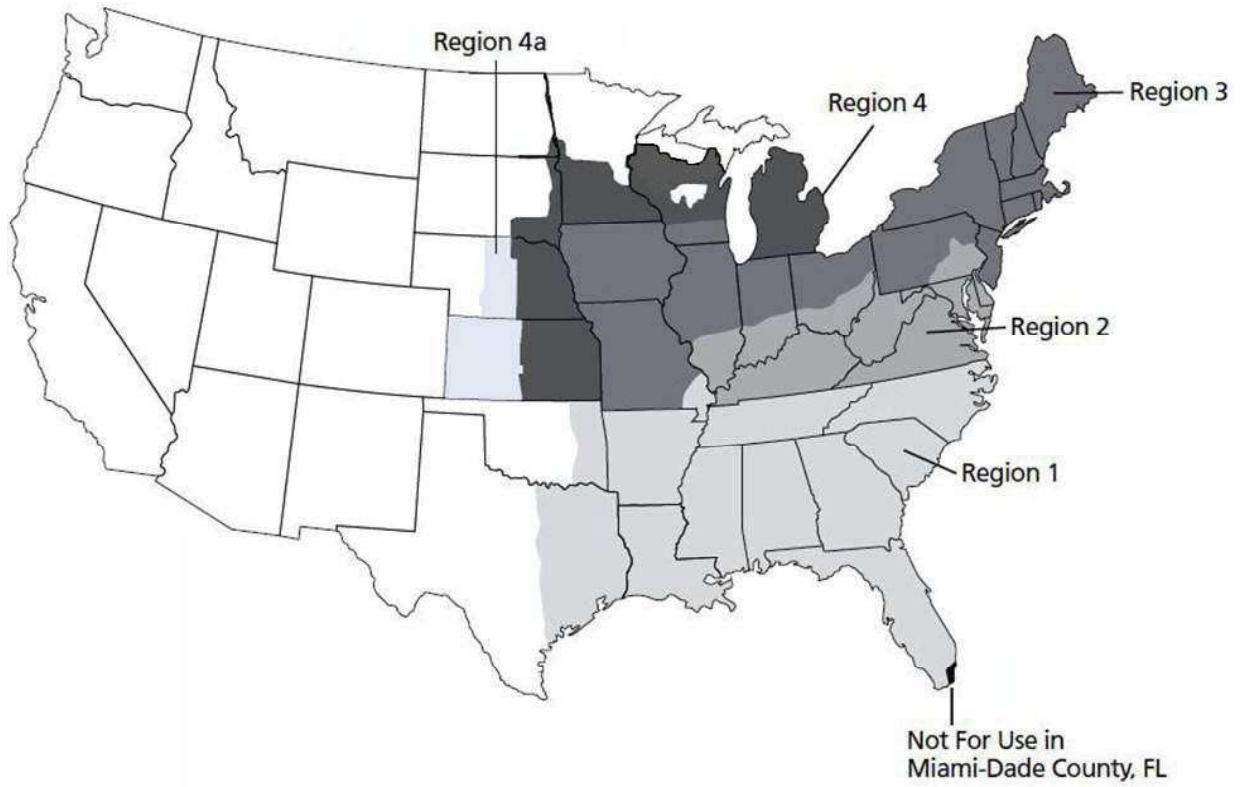 Region 4a
Region 4
Region 3
Region 2
Region 1
Not For Use in
Miami-Dade County, FL